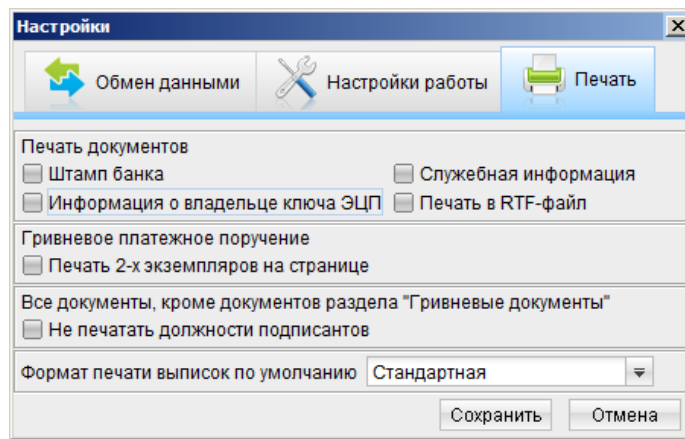 Настройки
Обмен данными
Настройки работы
Печать
Печать документов
Штамп банка
Служебная информация
Информация о владельце ключа ЭЦП
Печать в RTF-файл
Гривневое платежное поручение
Печать 2-х экземпляров на странице
Все документы, кроме документов раздела "Гривневые документы"
Не печатать должности подписантов
Формат печати выписок по умолчанию
Стандартная
Сохранить
Отмена